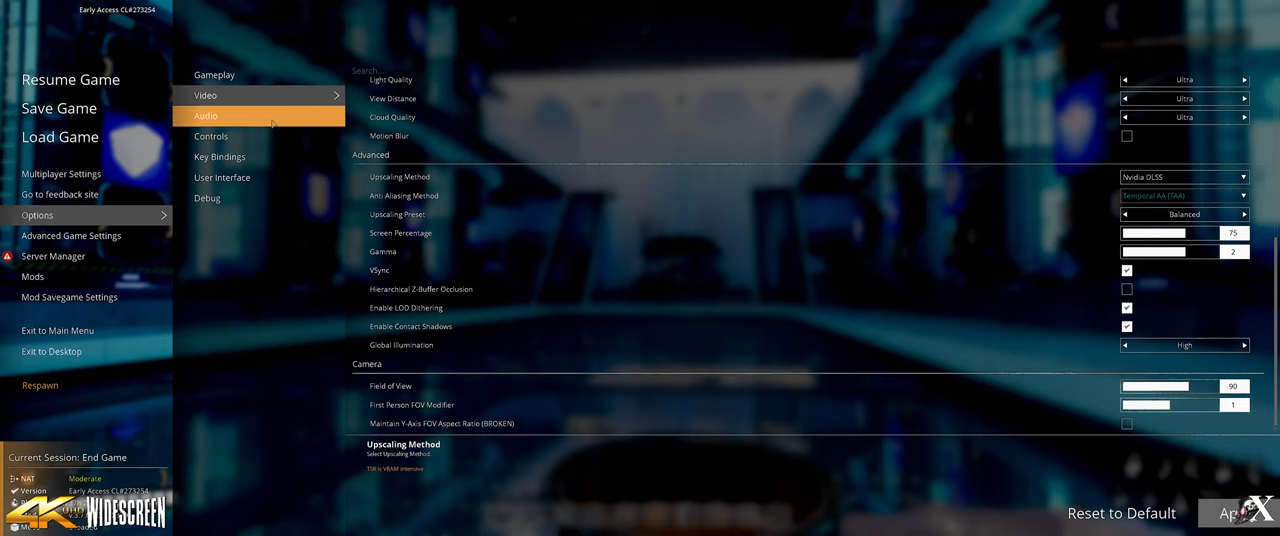 Early Access CL#273254
Resume Game
Save Game
Load Game
Multiplayer Settings
Go to feedback site
Options
Advanced Game Settings
Server Manager
Mods
Mod Savegame Settings
Exit to Main Menu
Exit to Desktop
Respawn
Current Session: End Game
NAT Moderate
Version Early Access CL#273254
4K UHD WIDESCREEN
Gameplay
Video
Audio
Controls
Key Bindings
User Interface
Debug
Search...
Light Quality Ultra
View Distance Ultra
Cloud Quality Ultra
Motion Blur
Advanced
Upscaling Method Nvidia DLSS
Anti Aliasing Method Temporal AA (TAA)
Upscaling Preset Balanced
Screen Percentage 75
Gamma 2
VSync
Hierarchical Z-Buffer Occlusion
Enable LOD Dithering
Enable Contact Shadows
Global Illumination High
Camera
Field of View 90
First Person FOV Modifier 1
Maintain Y-Axis FOV Aspect Ratio (BROKEN)
Upscaling Method
Select Upscaling Method.
TSR is VRAM intensive
Reset to Default
X